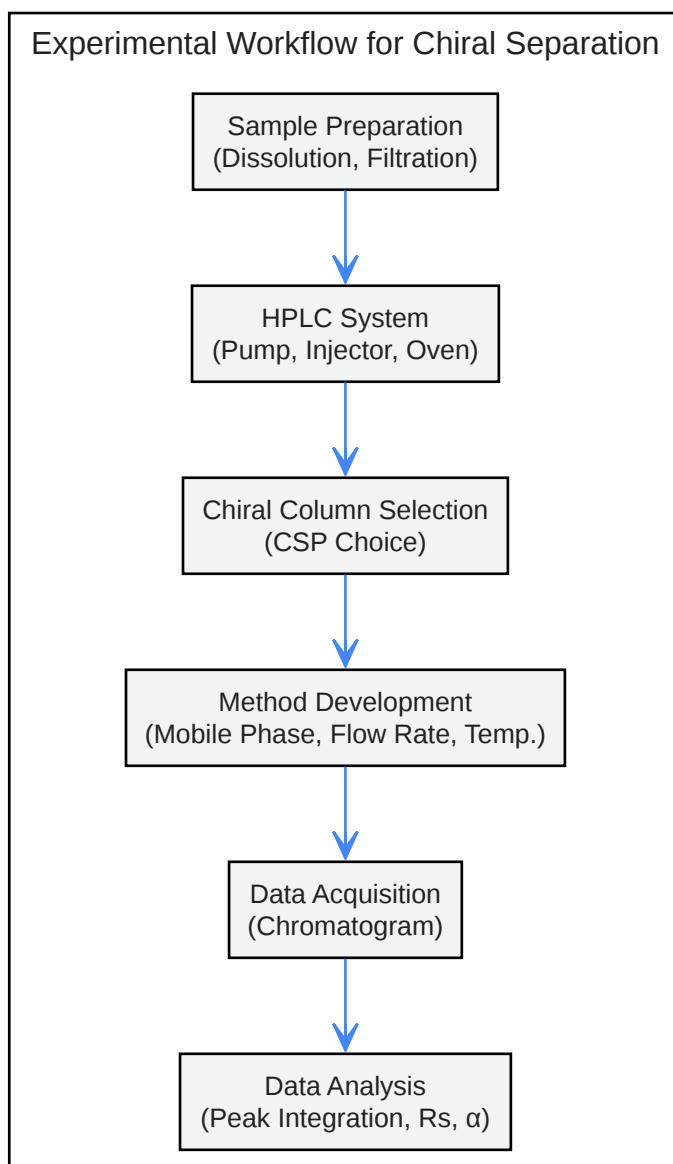 Experimental Workflow for Chiral Separation
Sample Preparation
(Dissolution, Filtration)
HPLC System
(Pump, Injector, Oven)
Chiral Column Selection
(CSP Choice)
Method Development
(Mobile Phase, Flow Rate, Temp.)
Data Acquisition
(Chromatogram)
Data Analysis
(Peak Integration, Rs, α)